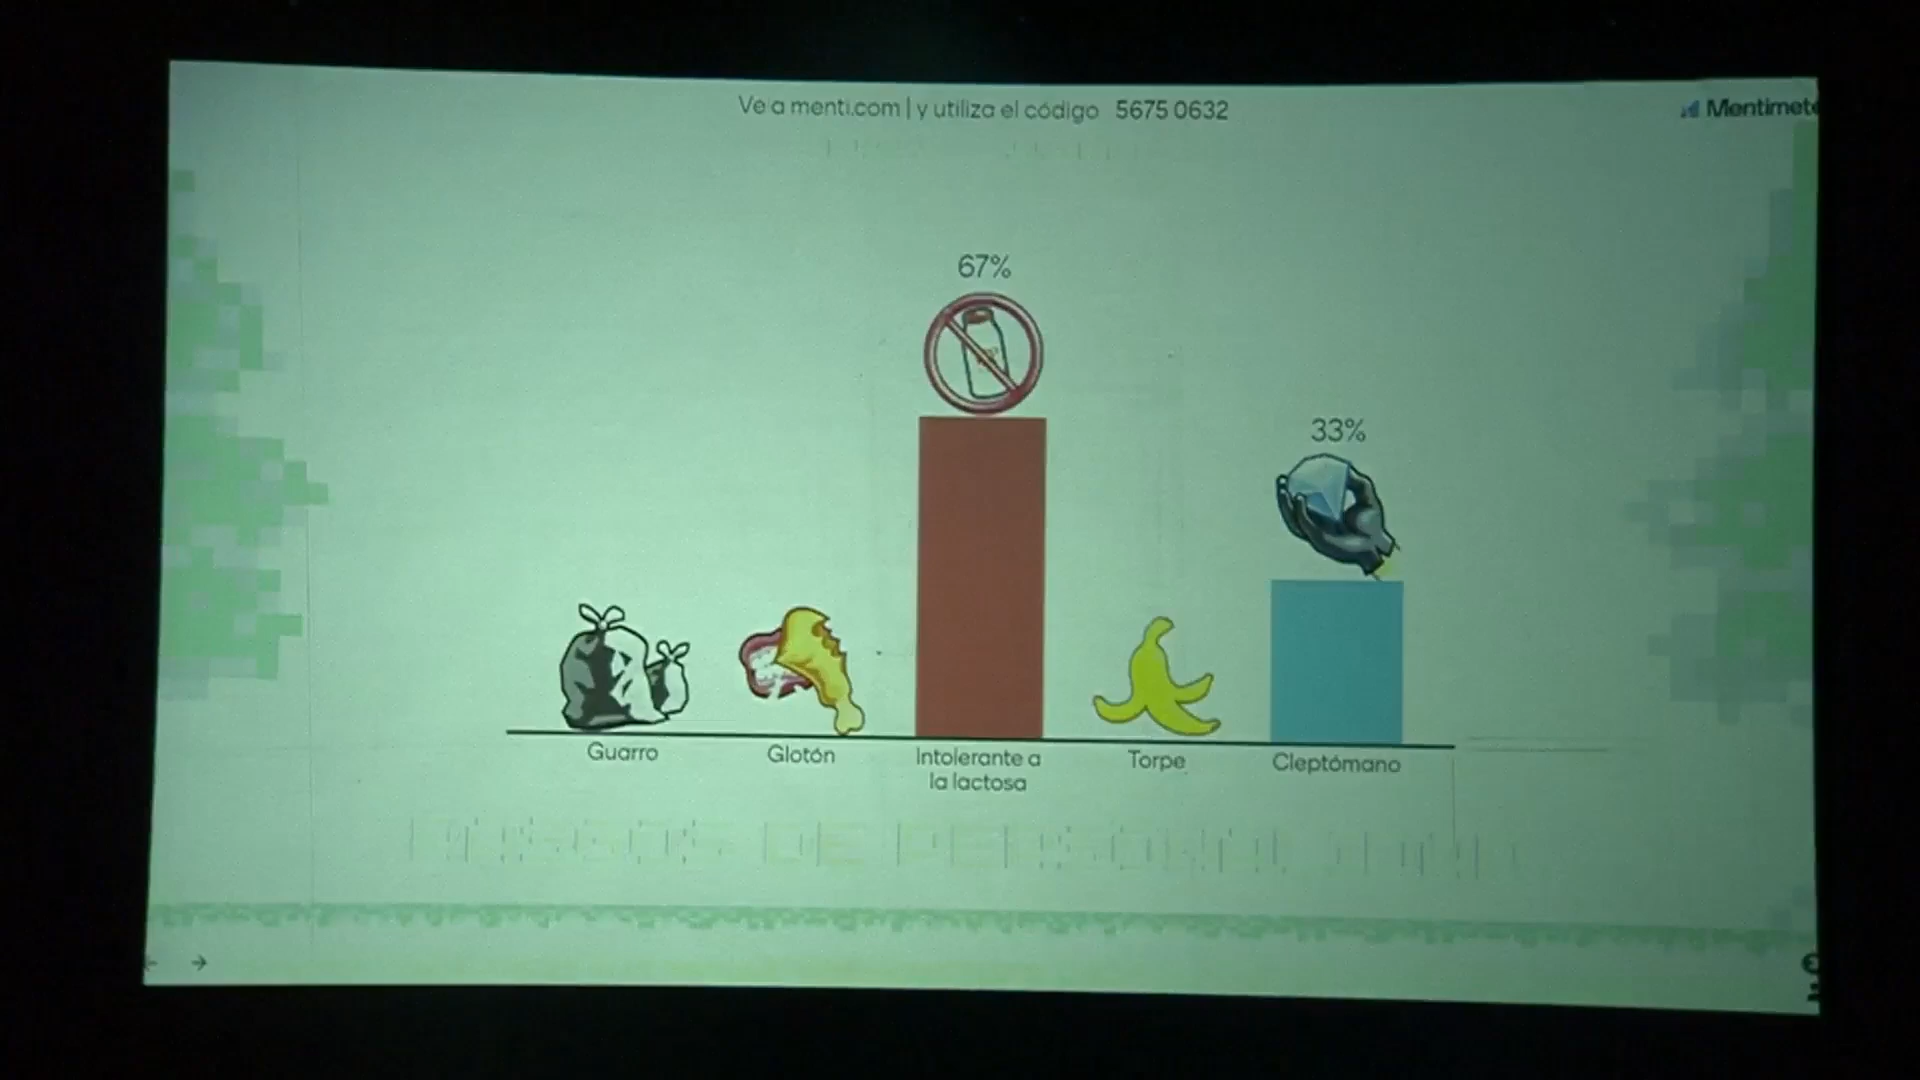 Ve a menti.com | y utiliza el código 5675 0632
Mentimete
67%
33%
Guarro
Glotón
Intolerante a
la lactosa
Torpe
Cleptómano